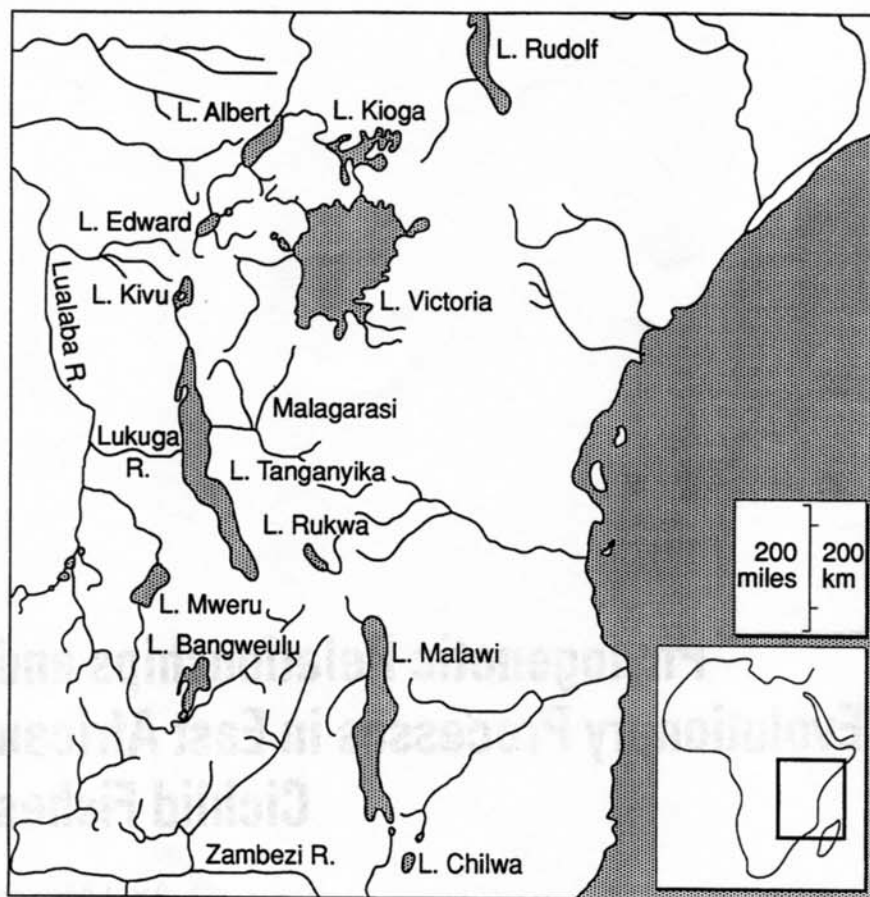 L. Rudolf
L. Albert
L. Kioga
L. Edward
L. Kivu
L. Victoria
Lualaba R.
Malagarasi
Lukuga
R.
L. Tanganyika
L. Rukwa
200 miles
200 km
L. Mweru
L. Bangweulu
L. Malawi
Zambezi R.
L. Chilwa